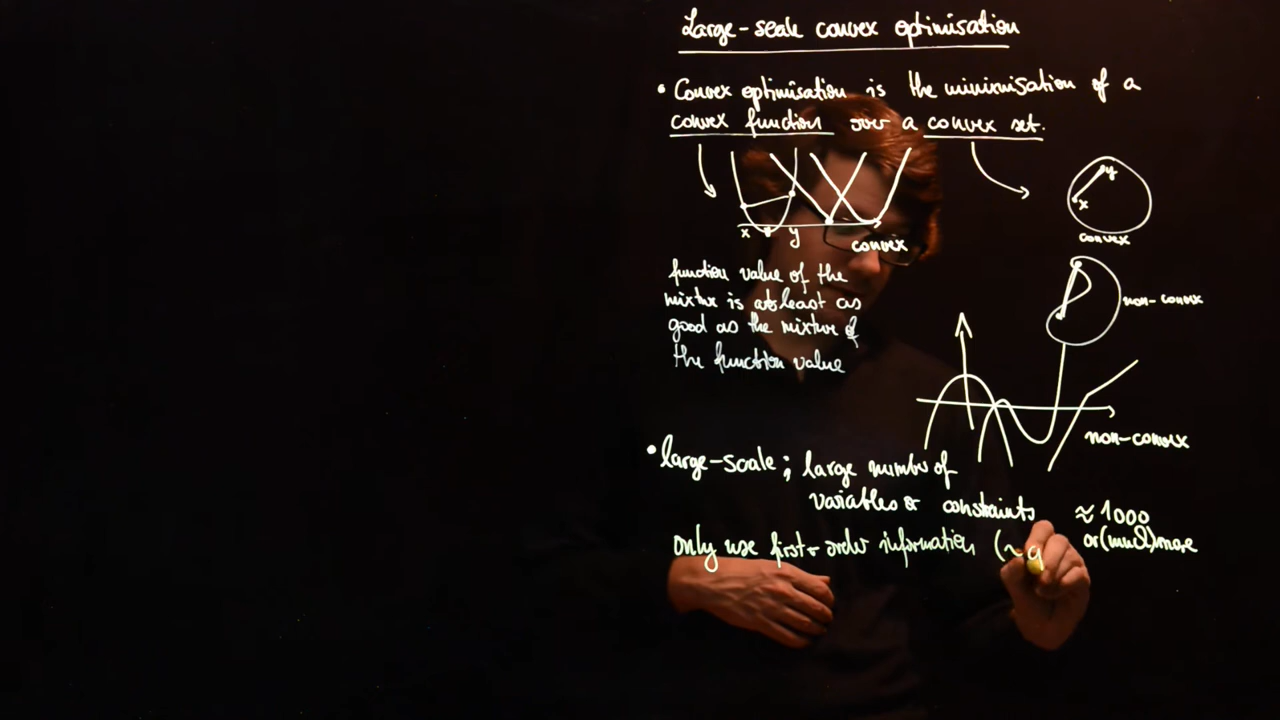 Large-scale convex optimisation
• Convex optimisation is the minimisation of a
convex function over a convex set.
y
x
convex
x y convex
function value of the
mixture is at least as
good as the mixture of
the function value
non-convex
non-convex
• large-scale: large number of
variables or constraints ≈ 1000
or (much) more
only use first-order information (~g